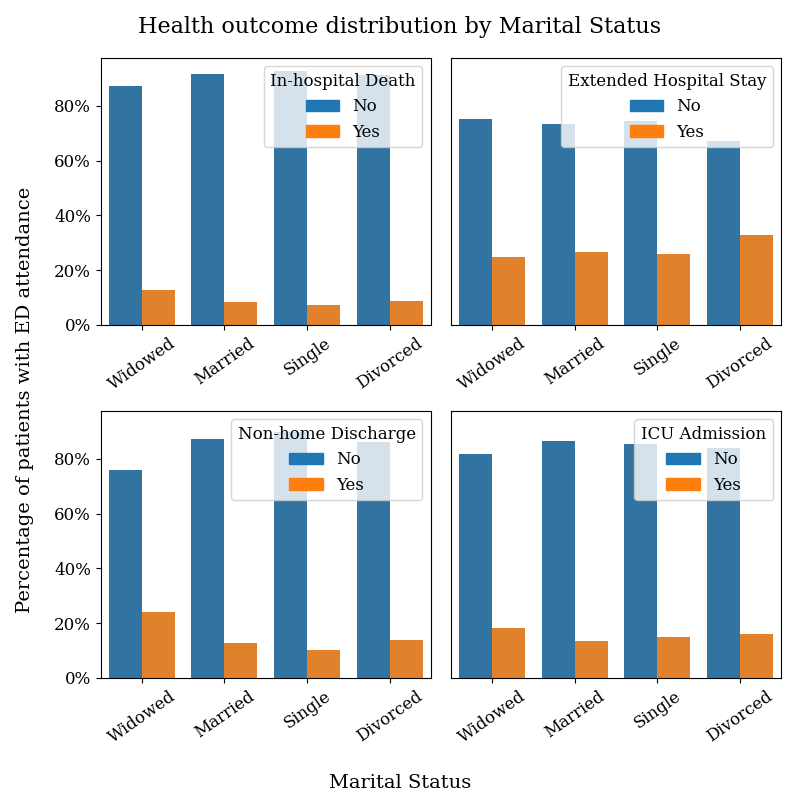 Health outcome distribution by Marital Status
Percentage of patients with ED attendance
In-hospital Death
No
Yes
80%
60%
40%
20%
0%
Widowed
Married
Single
Divorced
Extended Hospital Stay
No
Yes
Widowed
Married
Single
Divorced
Non-home Discharge
No
Yes
80%
60%
40%
20%
0%
Widowed
Married
Single
Divorced
ICU Admission
No
Yes
Widowed
Married
Single
Divorced
Marital Status